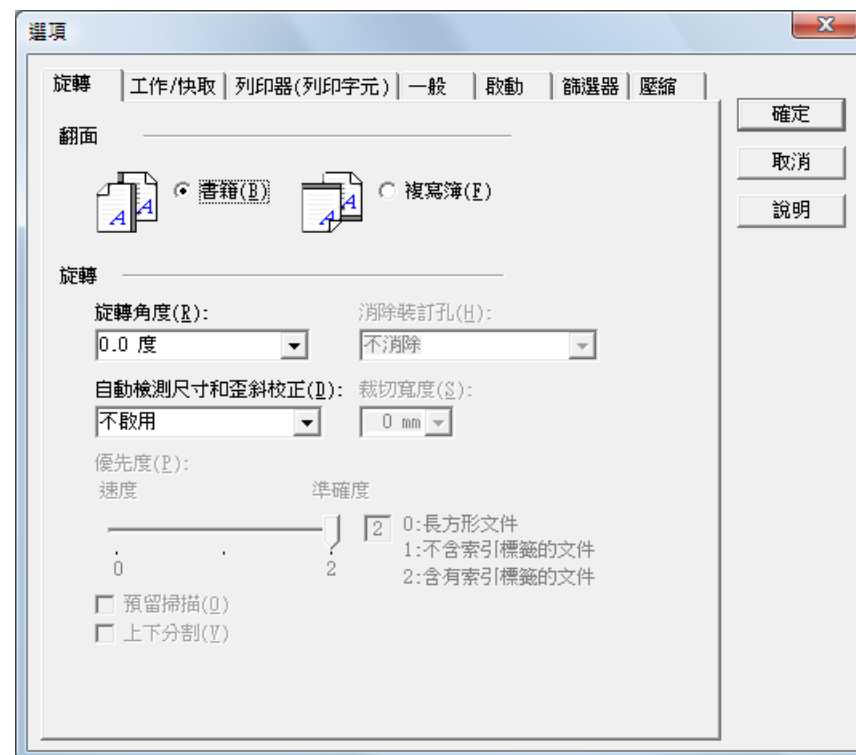 選項
旋轉 工作/快取 列印器(列印字元) 一般 啟動 篩選器 壓縮
確定
取消
說明
翻面
A A 書籍(B) A A 複寫簿(F)
旋轉
旋轉角度(R): 消除裝訂孔(H):
0.0 度 不消除
自動檢測尺寸和歪斜校正(D): 裁切寬度(S):
不啟用 0 mm
優先度(P):
速度 準確度
2 0:長方形文件
1:不含索引標籤的文件
0 2 2:含有索引標籤的文件
預留掃描(O)
上下分割(V)